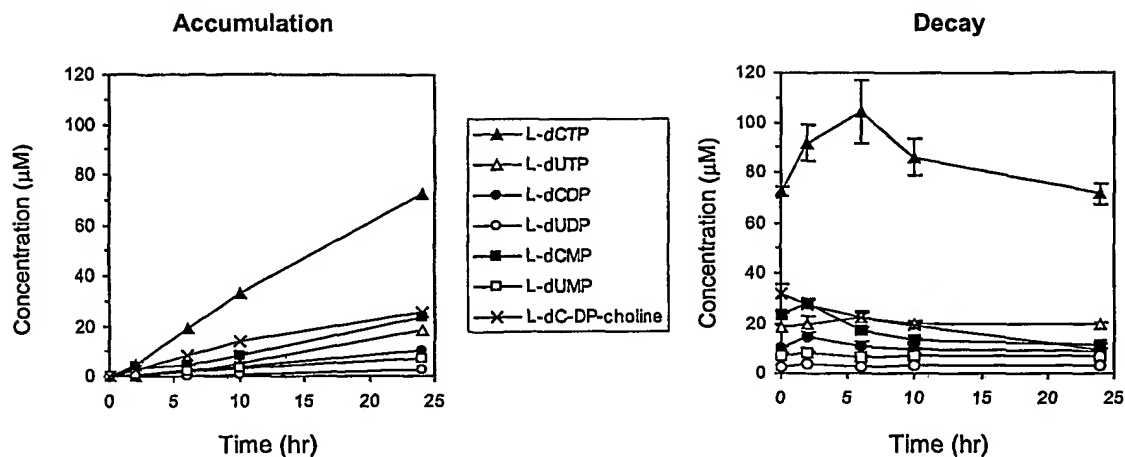 Accumulation
120
100
80
60
40
20
0
Concentration (μM)
0 5 10 15 20 25
Time (hr)
L-dCTP
L-dUTP
L-dCDP
L-dUDP
L-dCMP
L-dUMP
L-dC-DP-choline
Decay
120
100
80
60
40
20
0
Concentration (μM)
0 5 10 15 20 25
Time (hr)